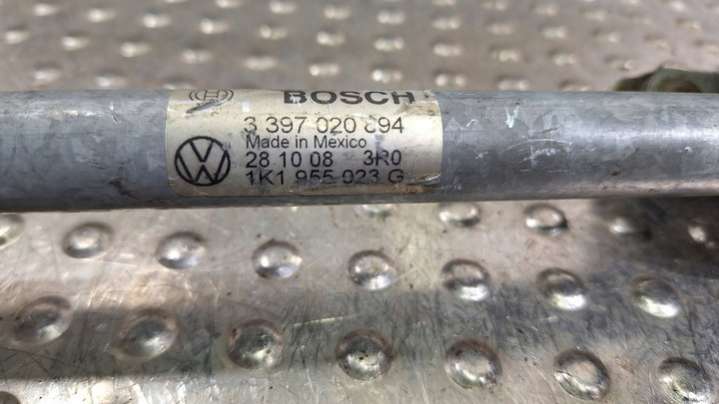 BOSCH
3 397 020 894
Made in Mexico
28 10 08 3R0
1K1 955 023 G